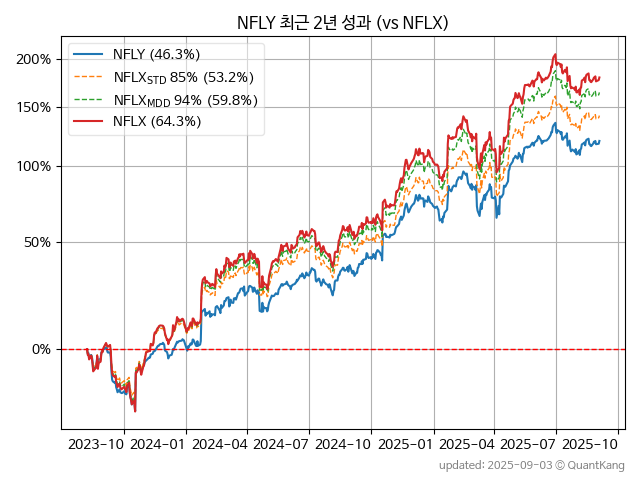 NFLY 최근 2년 성과 (vs NFLX)
200%
150%
100%
50%
0%
NFLY (46.3%)
NFLX_STD 85% (53.2%)
NFLX_MDD 94% (59.8%)
NFLX (64.3%)
2023-10 2024-01 2024-04 2024-07 2024-10 2025-01 2025-04 2025-07 2025-10
updated: 2025-09-03 © QuantKang